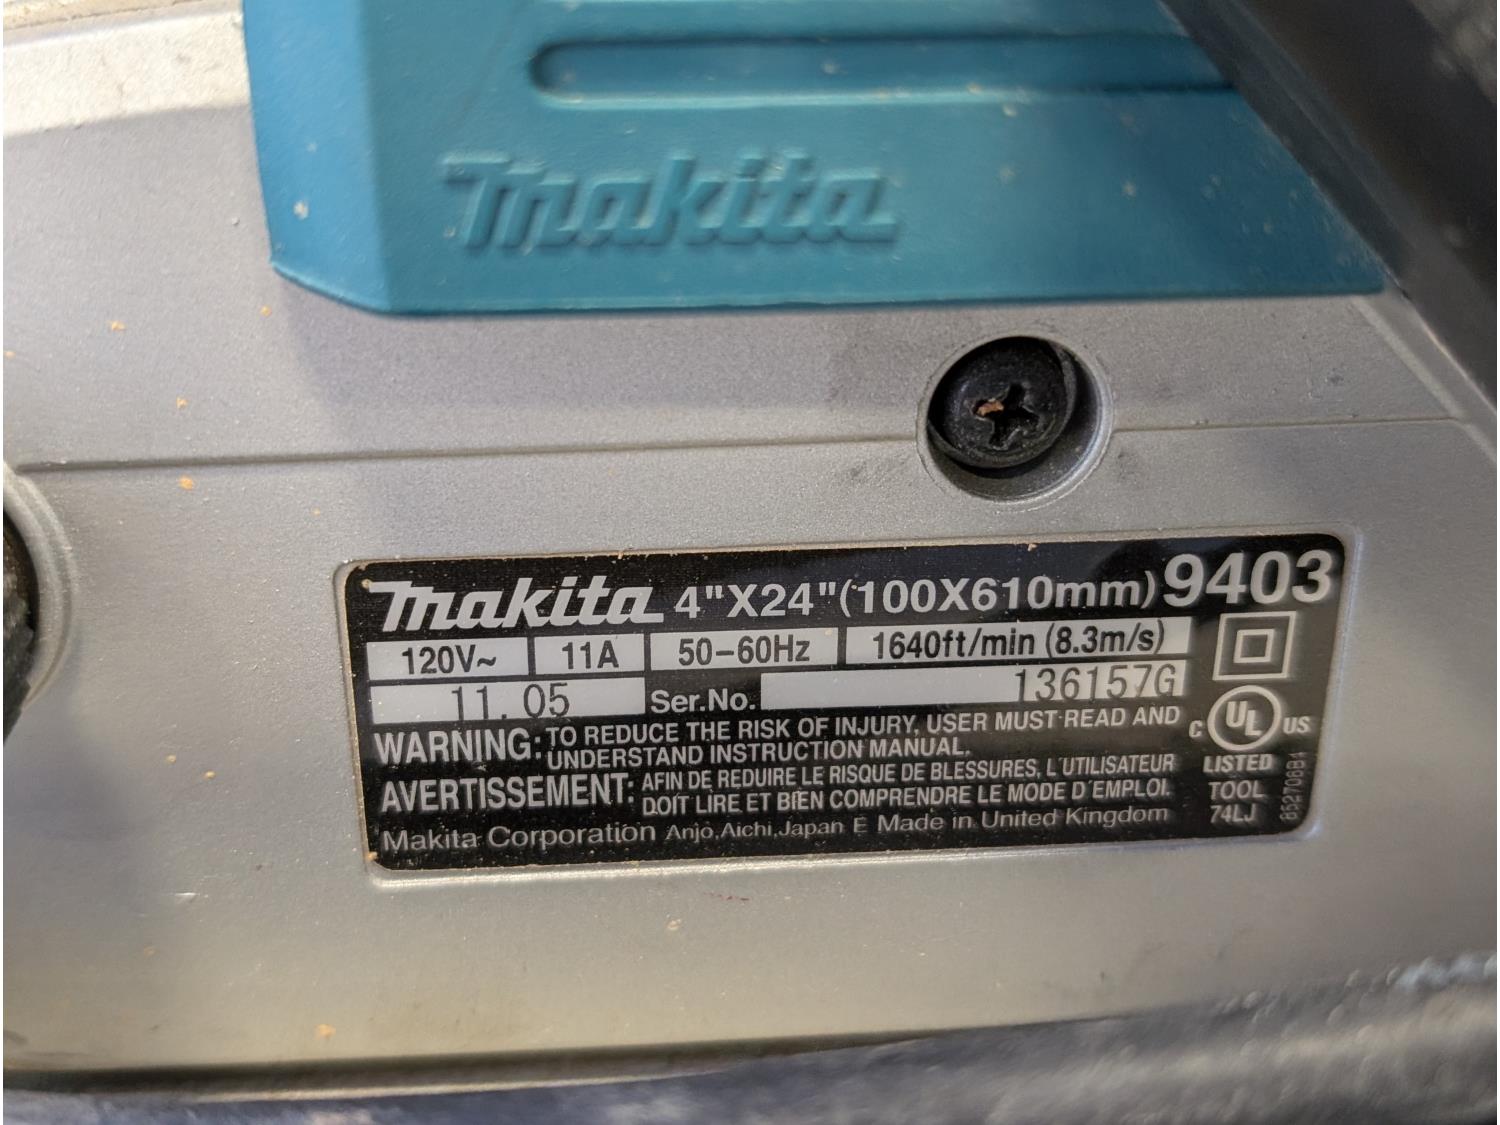 makita
makita 4"X24"(100X610mm) 9403
120V~ 11A 50-60Hz 1640ft/min (8.3m/s)
11. 05 Ser.No. 136157G
WARNING: TO REDUCE THE RISK OF INJURY, USER MUST READ AND
UNDERSTAND INSTRUCTION MANUAL.
AVERTISSEMENT: AFIN DE REDUIRE LE RISQUE DE BLESSURES, L'UTILISATEUR
DOIT LIRE ET BIEN COMPRENDRE LE MODE D'EMPLOI.
Makita Corporation Anjo,Aichi,Japan E Made in United Kingdom
C UL US
LISTED
TOOL
74LJ